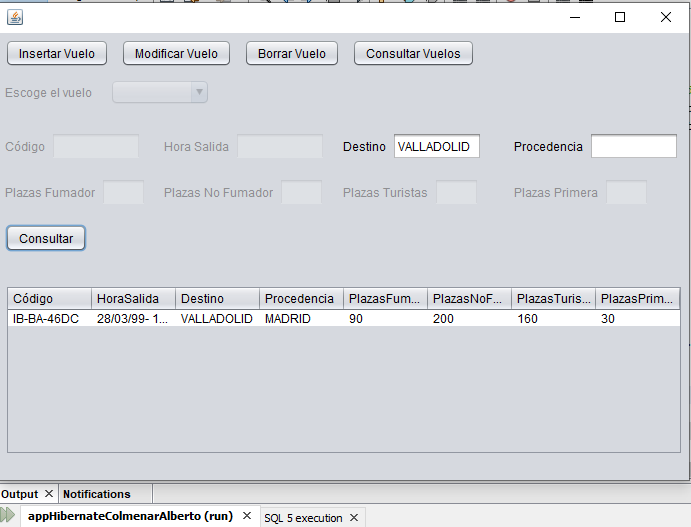 Insertar Vuelo Modificar Vuelo Borrar Vuelo Consultar Vuelos
Escoge el vuelo
Código Hora Salida Destino VALLADOLID Procedencia
Plazas Fumador Plazas No Fumador Plazas Turistas Plazas Primera
Consultar
Código HoraSalida Destino Procedencia PlazasFum... PlazasNoF... PlazasTuris... PlazasPrim...
IB-BA-46DC 28/03/99- 1... VALLADOLID MADRID 90 200 160 30
Output Notifications
appHibernateColmenarAlberto (run) SQL 5 execution